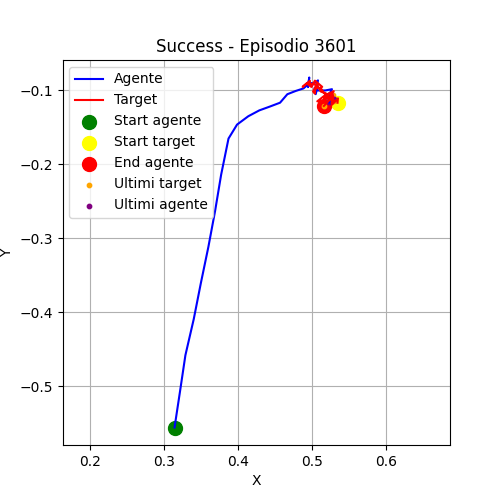 Success - Episodio 3601
Agente
Target
Start agente
Start target
End agente
Ultimi target
Ultimi agente
−0.1
−0.2
−0.3
−0.4
−0.5
Y
0.2 0.3 0.4 0.5 0.6
X